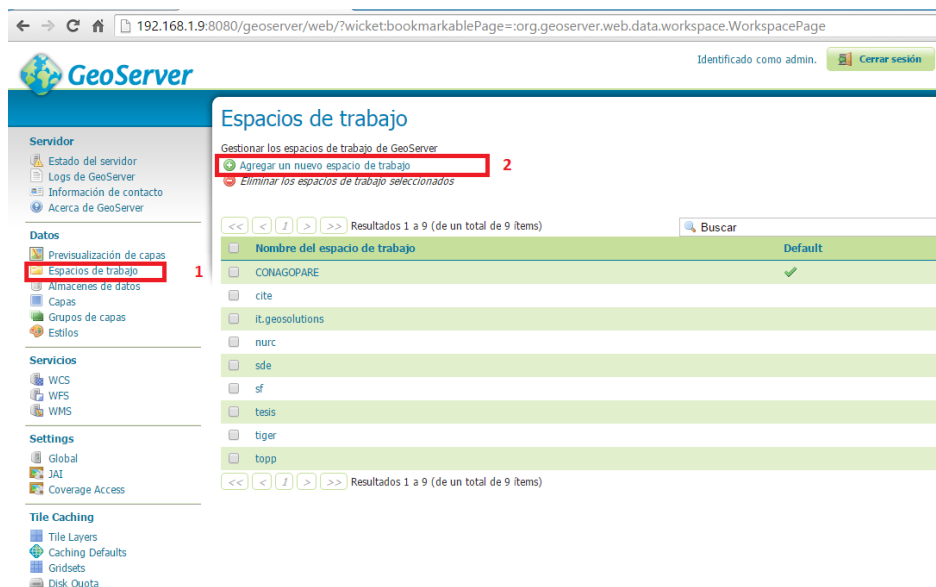 192.168.1.9:8080/geoserver/web/?wicket:bookmarkablePage=:org.geoserver.web.data.workspace.WorkspacePage
GeoServer
Identificado como admin.
Cerrar sesión
Servidor
Estado del servidor
Logs de GeoServer
Información de contacto
Acerca de GeoServer
Datos
Previsualización de capas
Espacios de trabajo
1
Almacenes de datos
Capas
Grupos de capas
Estilos
Servicios
WCS
WFS
WMS
Settings
Global
JAI
Coverage Access
Tile Caching
Tile Layers
Caching Defaults
Gridsets
Disk Quota
Espacios de trabajo
Gestionar los espacios de trabajo de GeoServer
Agregar un nuevo espacio de trabajo
2
Eliminar los espacios de trabajo seleccionados
<< < 1 > >> Resultados 1 a 9 (de un total de 9 ítems)
Buscar
Nombre del espacio de trabajo Default
CONAGOPARE
cite
it.geosolutions
nurc
sde
sf
tesis
tiger
topp
<< < 1 > >> Resultados 1 a 9 (de un total de 9 ítems)